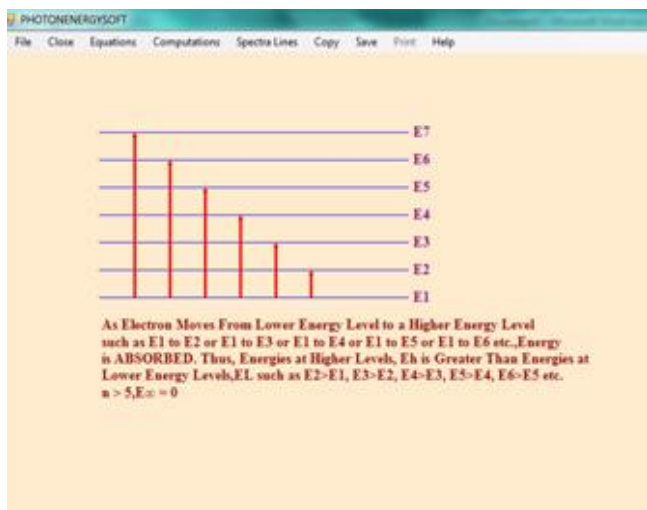 PHOTONENERGYSOFT
File Close Equations Computations Spectra Lines Copy Save Print Help
E7
E6
E5
E4
E3
E2
E1
As Electron Moves From Lower Energy Level to a Higher Energy Level
such as E1 to E2 or E1 to E3 or E1 to E4 or E1 to E5 or E1 to E6 etc.,Energy
is ABSORBED. Thus, Energies at Higher Levels, Eh is Greater Than Energies at
Lower Energy Levels,EL such as E2>E1, E3>E2, E4>E3, E5>E4, E6>E5 etc.
n > 5,E∞ = 0